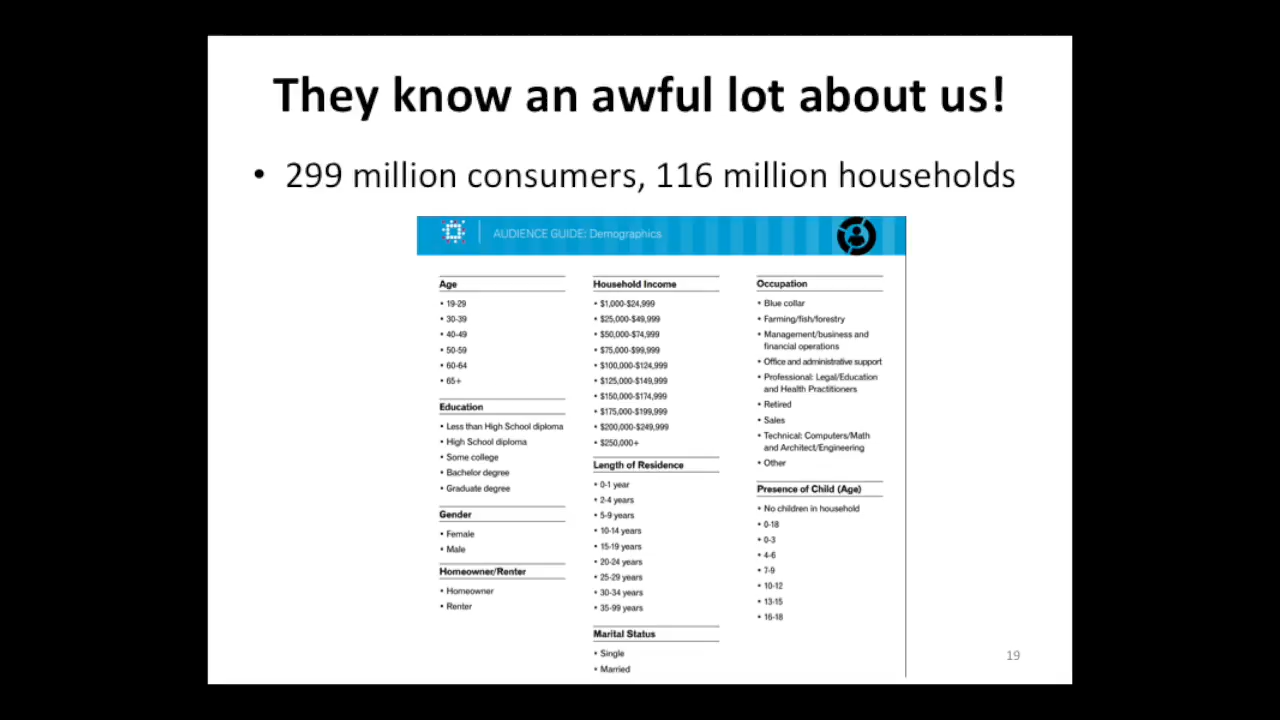 They know an awful lot about us!
• 299 million consumers, 116 million households
AUDIENCE GUIDE: Demographics
Age
• 19-29
• 30-39
• 40-49
• 50-59
• 60-64
• 65+
Education
• Less than High School diploma
• High School diploma
• Some college
• Bachelor degree
• Graduate degree
Gender
• Female
• Male
Homeowner/Renter
• Homeowner
• Renter
Household Income
• $1,000-$24,999
• $25,000-$49,999
• $50,000-$74,999
• $75,000-$99,999
• $100,000-$124,999
• $125,000-$149,999
• $150,000-$174,999
• $175,000-$199,999
• $200,000-$249,999
• $250,000+
Length of Residence
• 0-1 year
• 2-4 years
• 5-9 years
• 10-14 years
• 15-19 years
• 20-24 years
• 25-29 years
• 30-34 years
• 35-99 years
Marital Status
• Single
• Married
Occupation
• Blue collar
• Farming/fish/forestry
• Management/business and
financial operations
• Office and administrative support
• Professional: Legal/Education
and Health Practitioners
• Retired
• Sales
• Technical: Computers/Math
and Architect/Engineering
• Other
Presence of Child (Age)
• No children in household
• 0-18
• 0-3
• 4-6
• 7-9
• 10-12
• 13-15
• 16-18
19